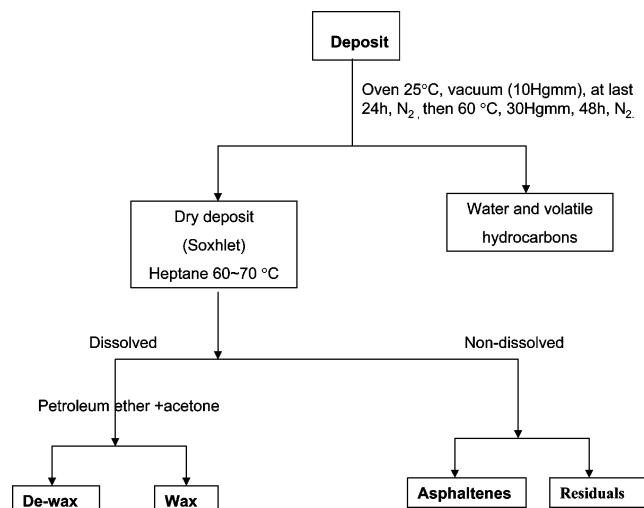 Deposit
Oven 25°C, vacuum (10Hgmm), at last
24h, N2 , then 60 °C, 30Hgmm, 48h, N2.
Dry deposit
(Soxhlet)
Heptane 60~70 °C
Water and volatile
hydrocarbons
Dissolved
Non-dissolved
Petroleum ether +acetone
De-wax
Wax
Asphaltenes
Residuals